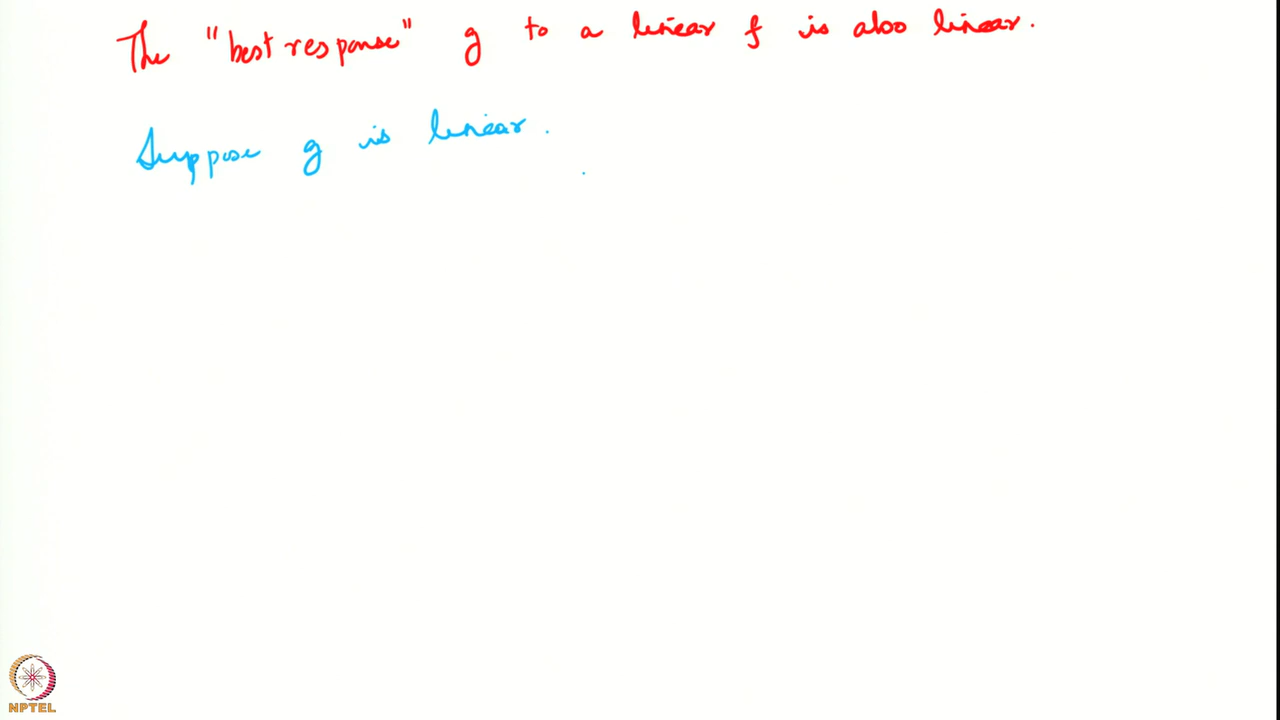 The "best response" g to a linear f is also linear.
Suppose g is linear.
NPTEL